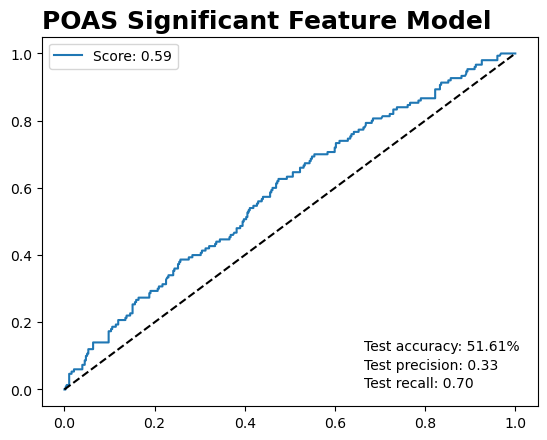 POAS Significant Feature Model
Score: 0.59
1.0
0.8
0.6
0.4
0.2
0.0
Test accuracy: 51.61%
Test precision: 0.33
Test recall: 0.70
0.0 0.2 0.4 0.6 0.8 1.0